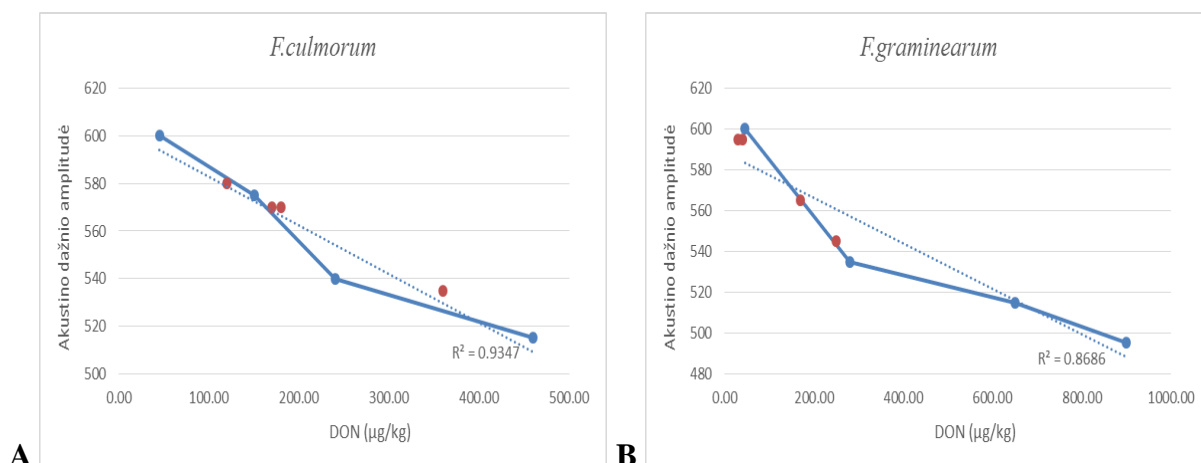 F.culmorum
Akustino dažnio amplitudė
620
600
580
560
540
520
500
0.00 100.00 200.00 300.00 400.00 500.00
R² = 0.9347
DON (µg/kg)
A
F.graminearum
Akustino dažnio amplitudė
620
600
580
560
540
520
500
480
0.00 200.00 400.00 600.00 800.00 1000.00
R² = 0.8686
DON (µg/kg)
B